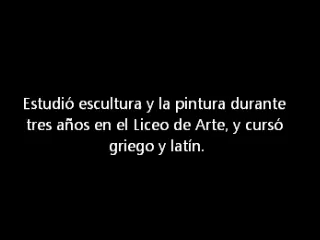 Estudió escultura y la pintura durante
tres años en el Liceo de Arte, y cursó
griego y latín.